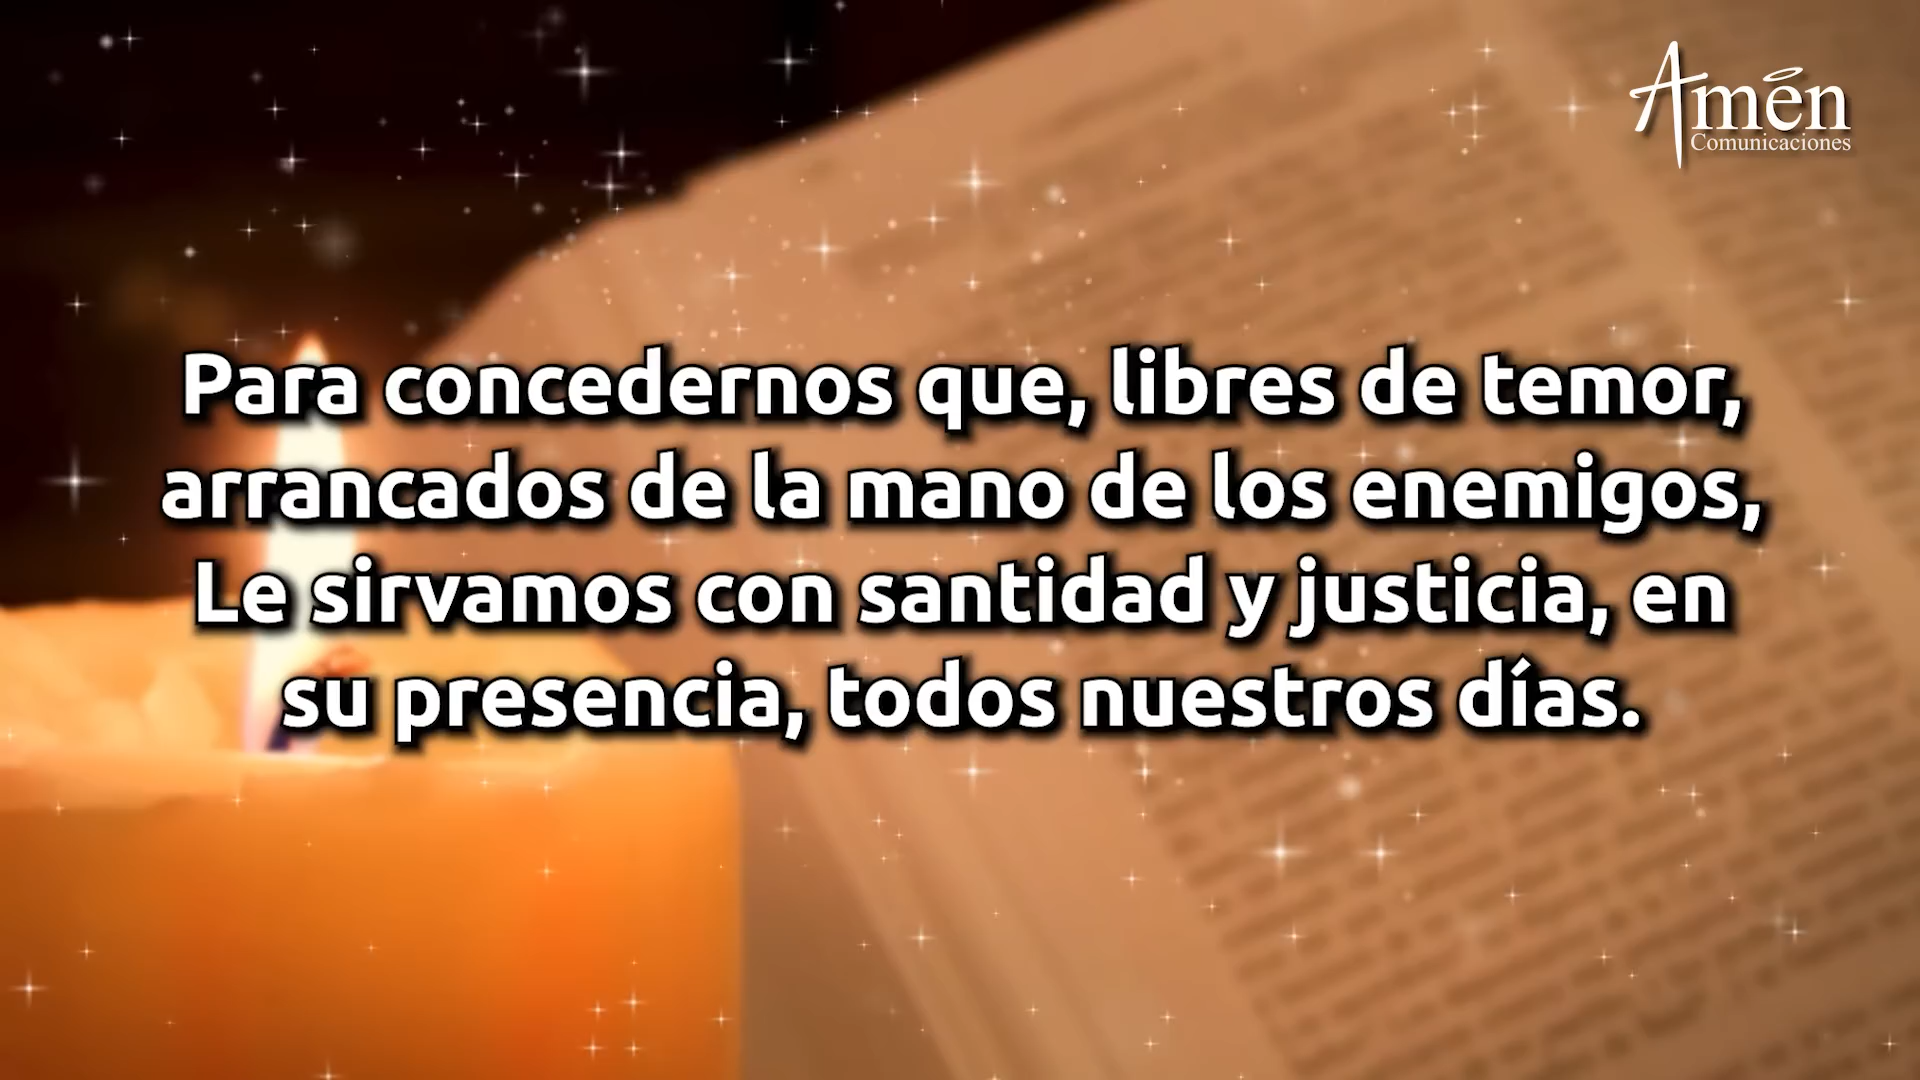 Amén
Comunicaciones
Para concedernos que, libres de temor,
arrancados de la mano de los enemigos,
Le sirvamos con santidad y justicia, en
su presencia, todos nuestros días.